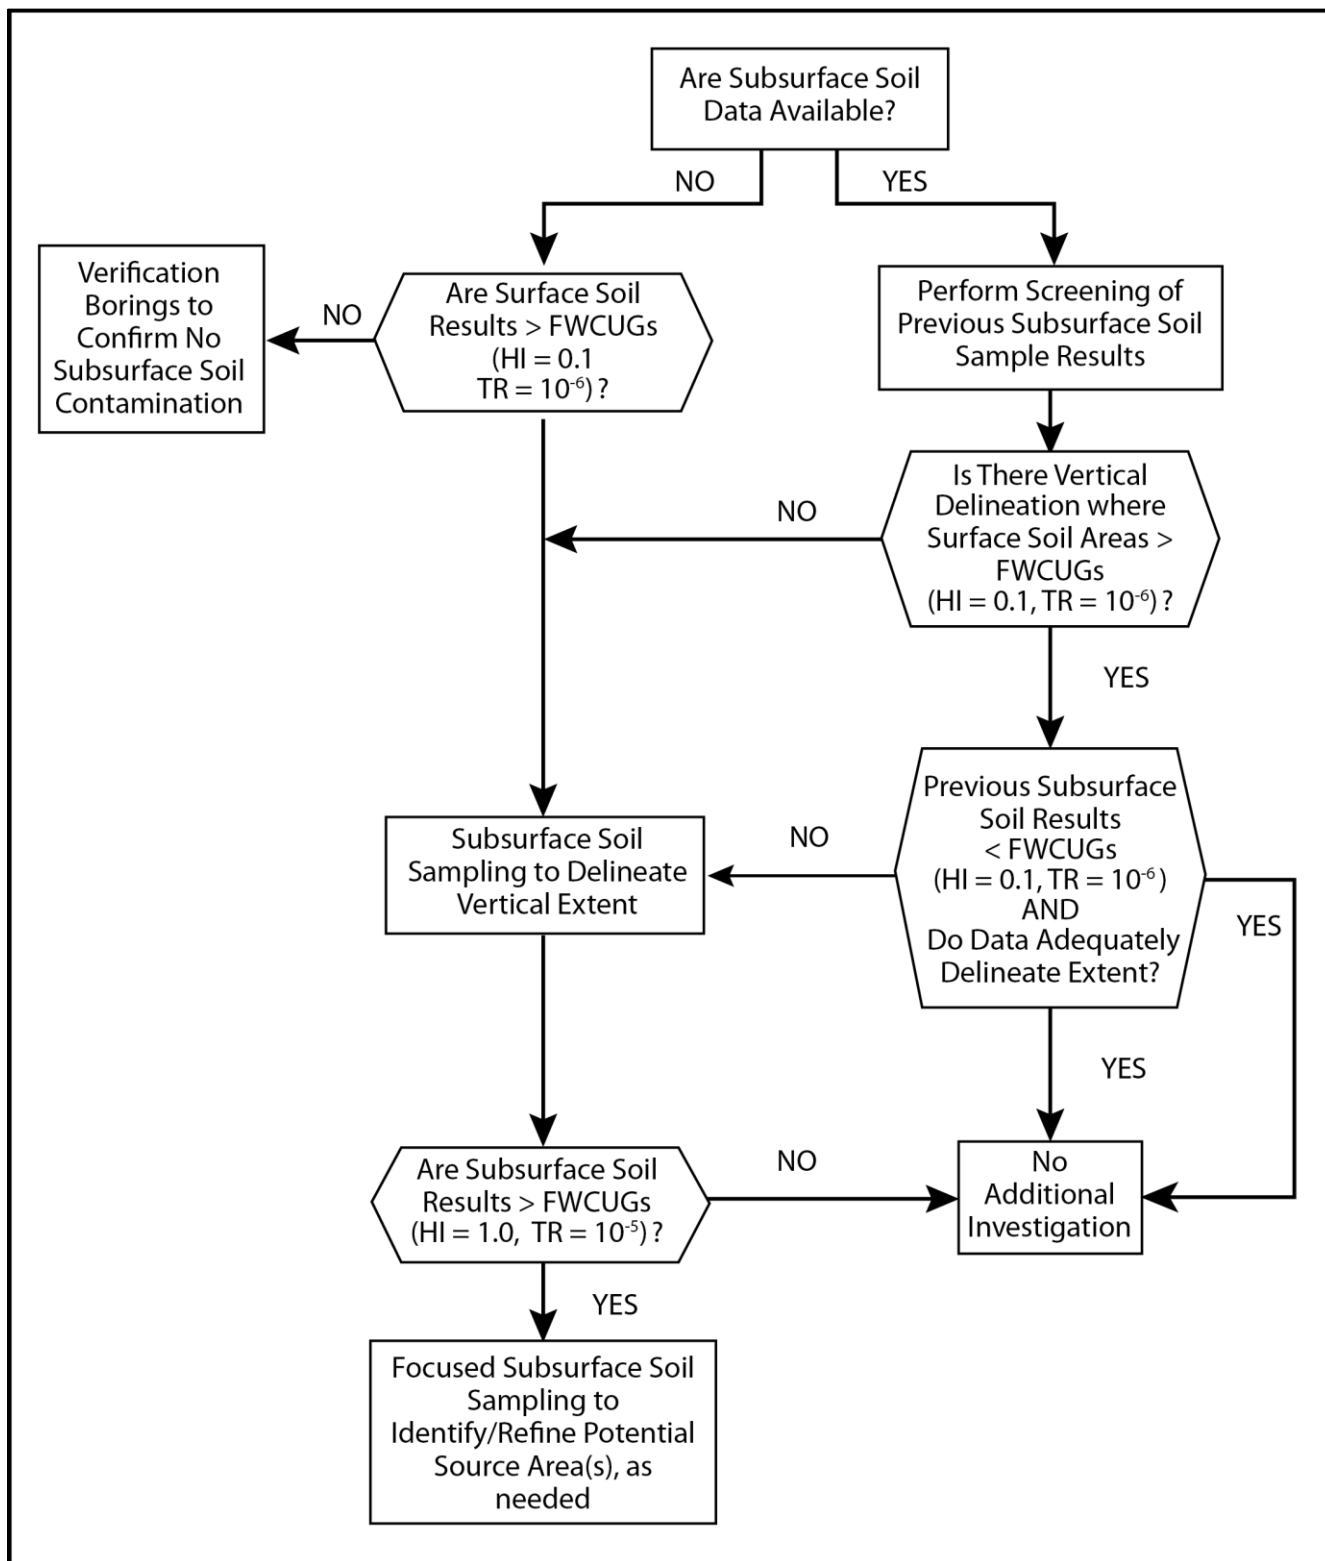 Are Subsurface Soil
Data Available?
NO
YES
Verification
Borings to
Confirm No
Subsurface Soil
Contamination
NO
Are Surface Soil
Results > FWCUGs
(HI = 0.1
TR = 10⁻⁶) ?
Perform Screening of
Previous Subsurface Soil
Sample Results
NO
Is There Vertical
Delineation where
Surface Soil Areas >
FWCUGs
(HI = 0.1, TR = 10⁻⁶) ?
YES
Subsurface Soil
Sampling to Delineate
Vertical Extent
NO
Previous Subsurface
Soil Results
< FWCUGs
(HI = 0.1, TR = 10⁻⁶ )
AND
Do Data Adequately
Delineate Extent?
YES
YES
Are Subsurface Soil
Results > FWCUGs
(HI = 1.0, TR = 10⁻⁵) ?
NO
No
Additional
Investigation
YES
Focused Subsurface Soil
Sampling to
Identify/Refine Potential
Source Area(s), as
needed